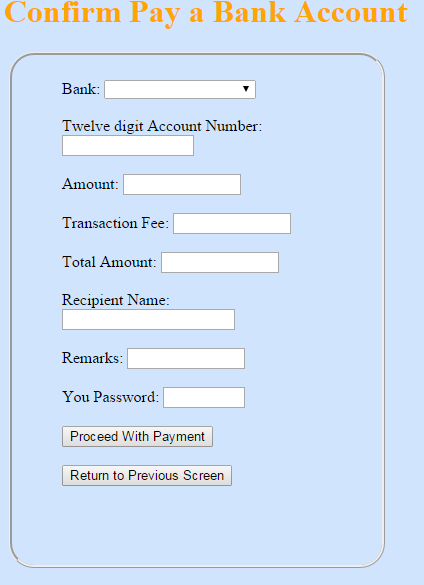 Confirm Pay a Bank Account
Bank:
Twelve digit Account Number:
Amount:
Transaction Fee:
Total Amount:
Recipient Name:
Remarks:
You Password:
Proceed With Payment
Return to Previous Screen